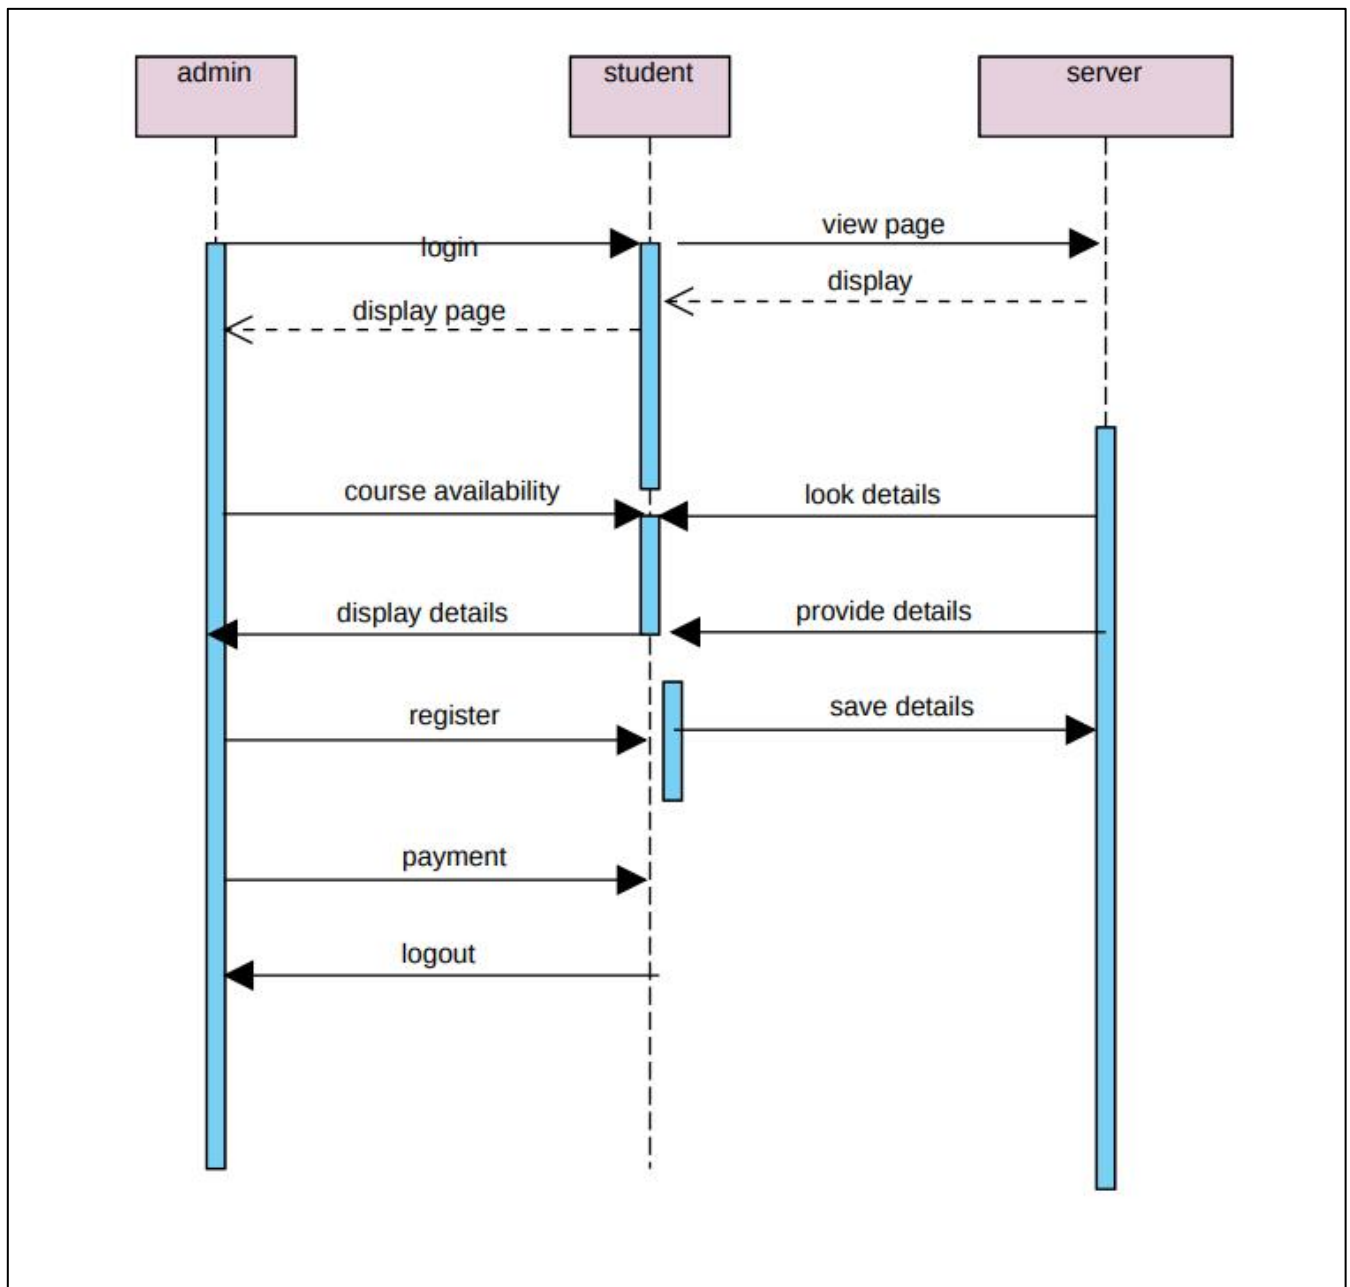 admin
student
server
login
view page
display
display page
course availability
look details
display details
provide details
register
save details
payment
logout